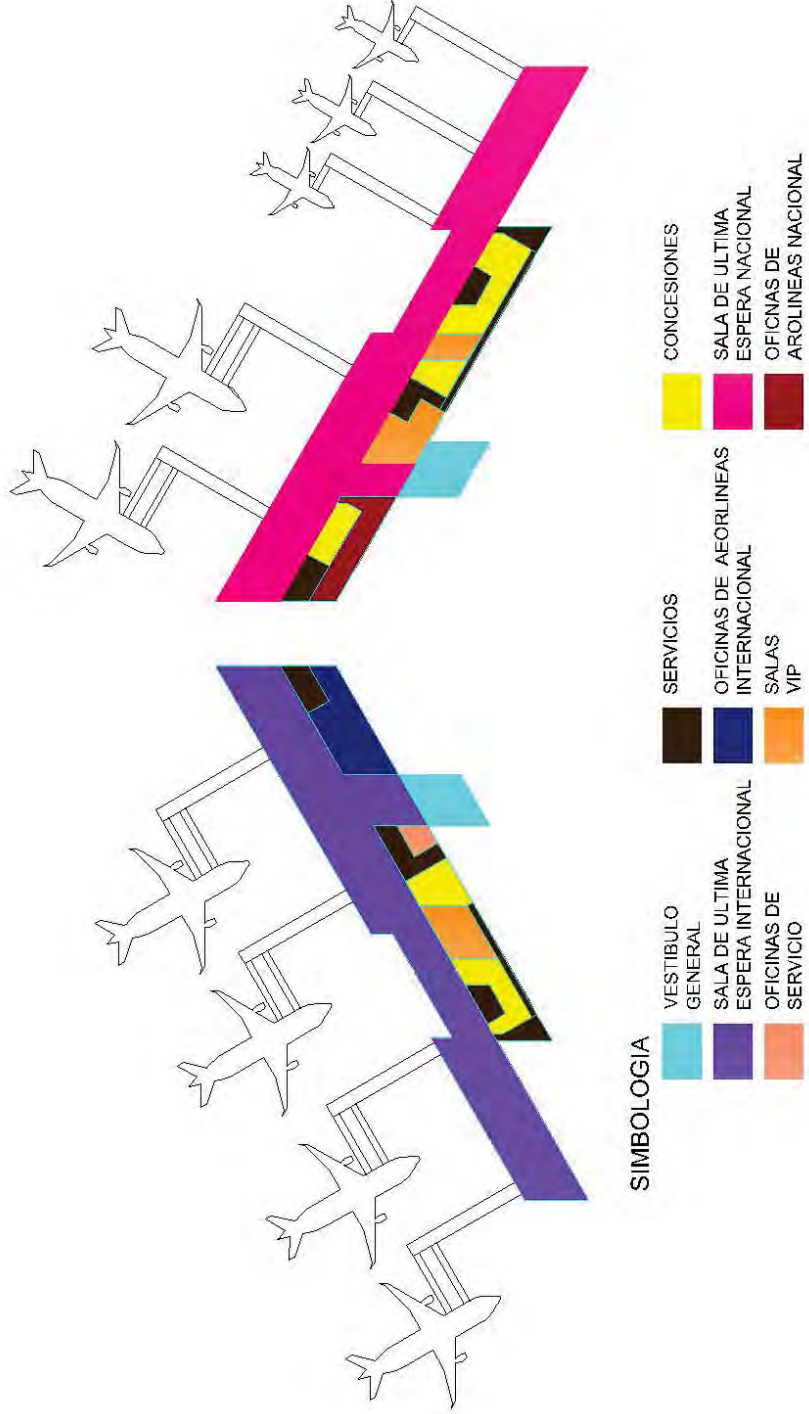 SIMBOLOGIA
VESTIBULO
GENERAL
SALA DE ULTIMA
ESPERA INTERNACIONAL
OFICINAS DE
SERVICIO
SERVICIOS
OFICINAS DE AEORLINEAS
INTERNACIONAL
SALAS
VIP
CONCESIONES
SALA DE ULTIMA
ESPERA NACIONAL
OFICNAS DE
AROLINEAS NACIONAL